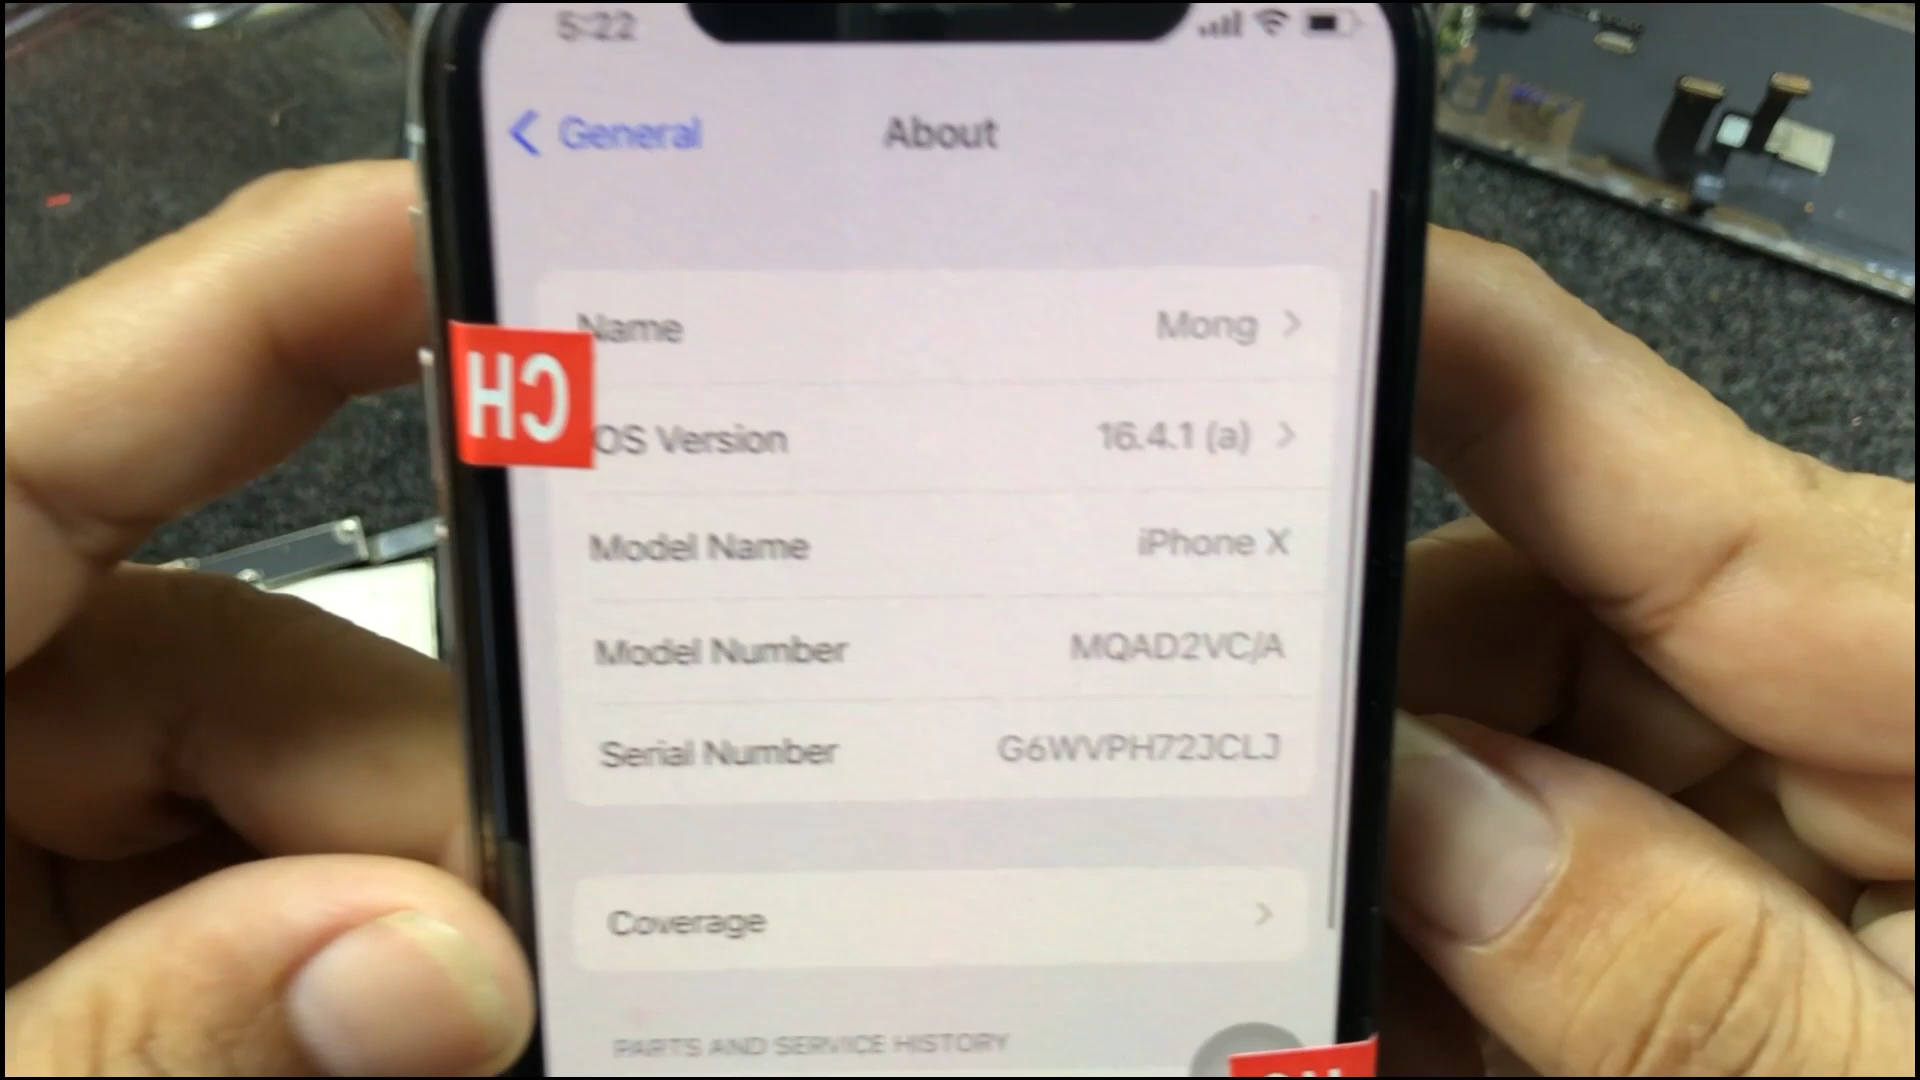 5:22
General
About
Name Mong
OS Version 16.4.1 (a)
Model Name iPhone X
Model Number MQAD2VC/A
Serial Number G6WVPH72JCLJ
Coverage
PARTS AND SERVICE HISTORY
CH